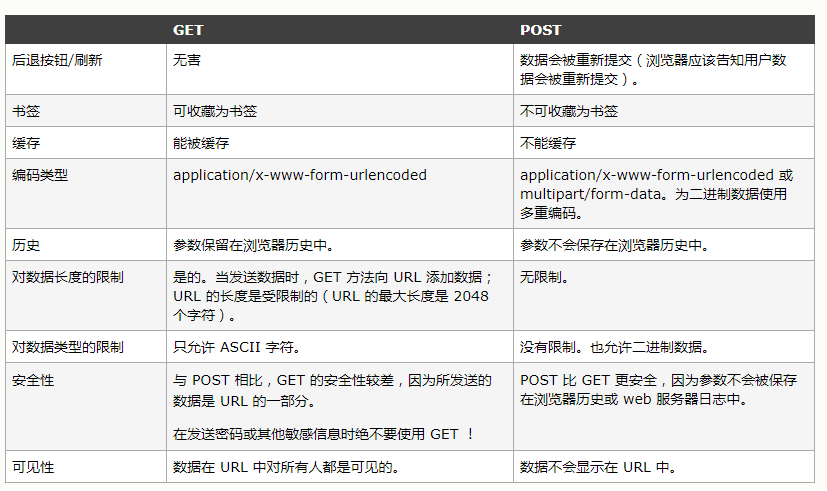 GET POST
后退按钮/刷新 无害 数据会被重新提交（浏览器应该告知用户数
据会被重新提交）。
书签 可收藏为书签 不可收藏为书签
缓存 能被缓存 不能缓存
编码类型 application/x-www-form-urlencoded application/x-www-form-urlencoded 或
multipart/form-data。为二进制数据使用
多重编码。
历史 参数保留在浏览器历史中。 参数不会保存在浏览器历史中。
对数据长度的限制 是的。当发送数据时，GET 方法向 URL 添加数据； 无限制。
URL 的长度是受限制的（URL 的最大长度是 2048
个字符）。
对数据类型的限制 只允许 ASCII 字符。 没有限制。也允许二进制数据。
安全性 与 POST 相比，GET 的安全性较差，因为所发送的 POST 比 GET 更安全，因为参数不会被保存
数据是 URL 的一部分。 在浏览器历史或 web 服务器日志中。
在发送密码或其他敏感信息时绝不要使用 GET ！
可见性 数据在 URL 中对所有人都是可见的。 数据不会显示在 URL 中。